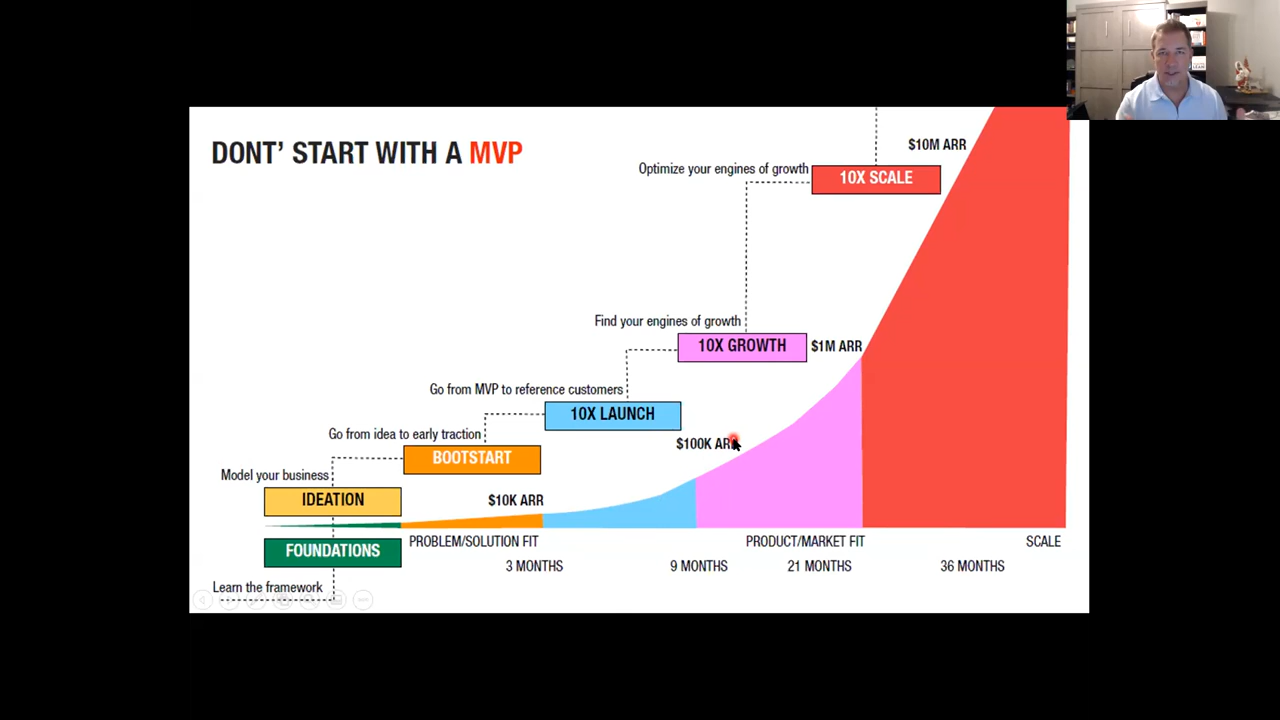 DONT' START WITH A MVP
$10M ARR
Optimize your engines of growth
10X SCALE
Find your engines of growth
10X GROWTH
$1M ARR
Go from MVP to reference customers
10X LAUNCH
Go from idea to early traction
$100K ARR
BOOTSTART
Model your business
IDEATION
$10K ARR
FOUNDATIONS
PROBLEM/SOLUTION FIT
PRODUCT/MARKET FIT
SCALE
3 MONTHS
9 MONTHS
21 MONTHS
36 MONTHS
Learn the framework